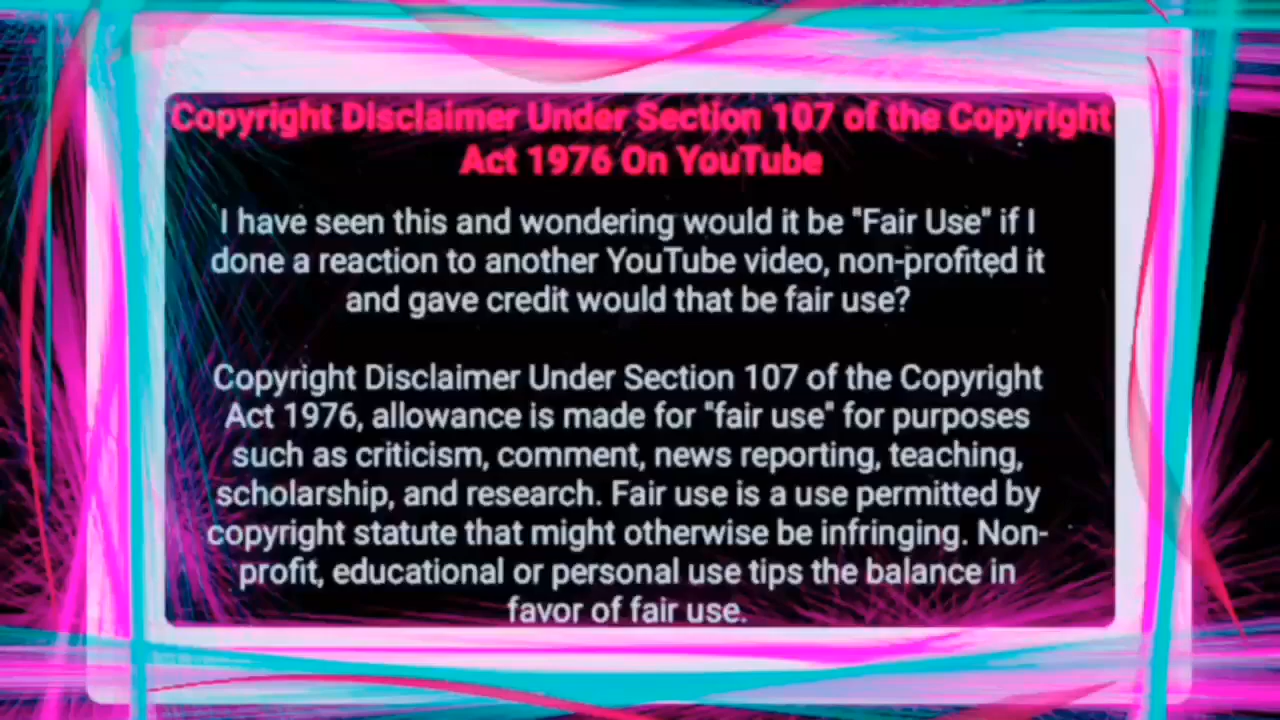 Copyright Disclaimer Under Section 107 of the Copyright
Act 1976 On YouTube
I have seen this and wondering would it be "Fair Use" if I
done a reaction to another YouTube video, non-profited it
and gave credit would that be fair use?
Copyright Disclaimer Under Section 107 of the Copyright
Act 1976, allowance is made for "fair use" for purposes
such as criticism, comment, news reporting, teaching,
scholarship, and research. Fair use is a use permitted by
copyright statute that might otherwise be infringing. Non-
profit, educational or personal use tips the balance in
favor of fair use.